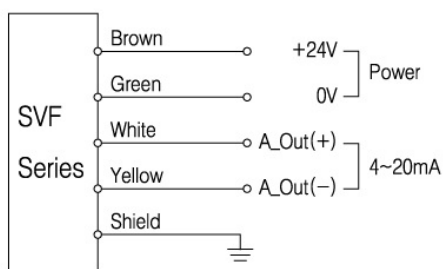 SVF
Series
Brown
+24V
Green
0V
Power
White
A_Out(+)
Yellow
A_Out(−)
4~20mA
Shield